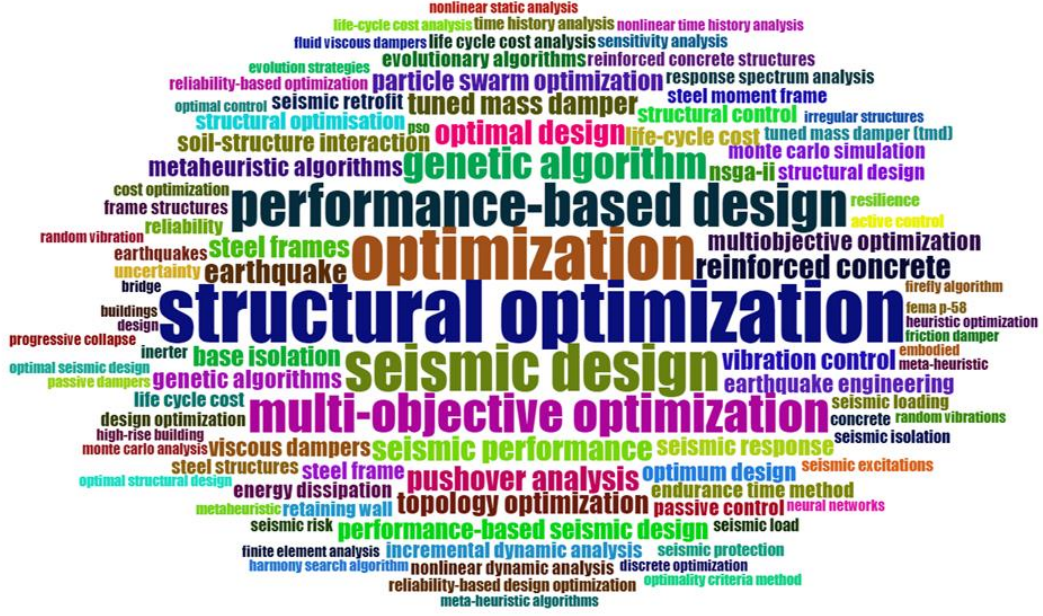 nonlinear static analysis
life-cycle cost analysis time history analysis nonlinear time history analysis
fluid viscous dampers life cycle cost analysis sensitivity analysis
evolutionary algorithms reinforced concrete structures
evolution strategies
reliability-based optimization particle swarm optimization response spectrum analysis
optimal control seismic retrofit tuned mass damper steel moment frame
structural optimisation pso optimal design structural control irregular structures
soil-structure interaction life-cycle cost tuned mass damper (tmd)
metaheuristic algorithms genetic algorithm nsga-ii monte carlo simulation
structural design
cost optimization performance-based design resilience
frame structures active control
reliability
random vibration steel frames optimization multiobjective optimization
earthquakes
uncertainty earthquake reinforced concrete
bridge firefly algorithm
buildings structural optimization fema p-58
design heuristic optimization
progressive collapse friction damper
inerter base isolation seismic design vibration control embodied
optimal seismic design meta-heuristic
passive dampers genetic algorithms earthquake engineering
life cycle cost multi-objective optimization seismic loading
design optimization concrete random vibrations
high-rise building seismic isolation
monte carlo analysis viscous dampers seismic performance seismic response
steel structures steel frame pushover analysis optimum design seismic excitations
optimal structural design
energy dissipation topology optimization endurance time method
metaheuristic retaining wall passive control neural networks
seismic risk performance-based seismic design seismic load
finite element analysis incremental dynamic analysis seismic protection
harmony search algorithm nonlinear dynamic analysis discrete optimization
reliability-based design optimization optimality criteria method
meta-heuristic algorithms